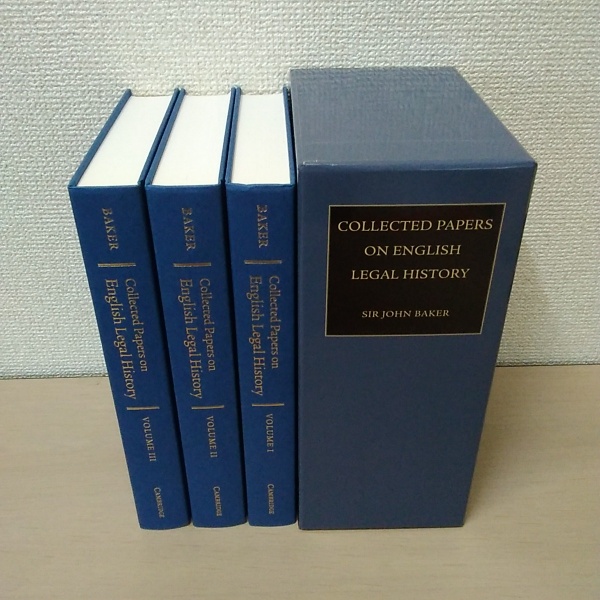 BAKER
Collected Papers on
English Legal History
VOLUME III
CAMBRIDGE
BAKER
Collected Papers on
English Legal History
VOLUME II
CAMBRIDGE
BAKER
Collected Papers on
English Legal History
VOLUME I
CAMBRIDGE
COLLECTED PAPERS
ON ENGLISH
LEGAL HISTORY
SIR JOHN BAKER